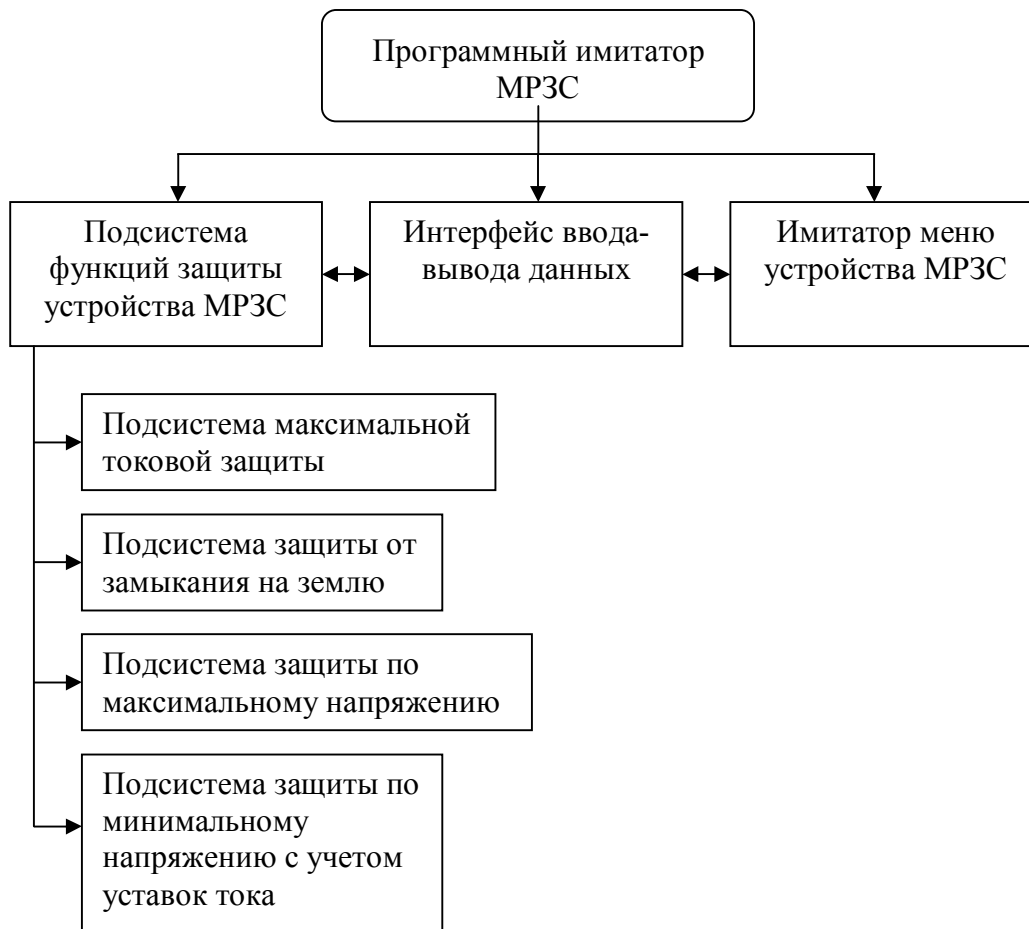 Программный имитатор
МРЗС
Подсистема
функций защиты
устройства МРЗС
Интерфейс ввода-
вывода данных
Имитатор меню
устройства МРЗС
Подсистема максимальной
токовой защиты
Подсистема защиты от
замыкания на землю
Подсистема защиты по
максимальному напряжению
Подсистема защиты по
минимальному
напряжению с учетом
уставок тока